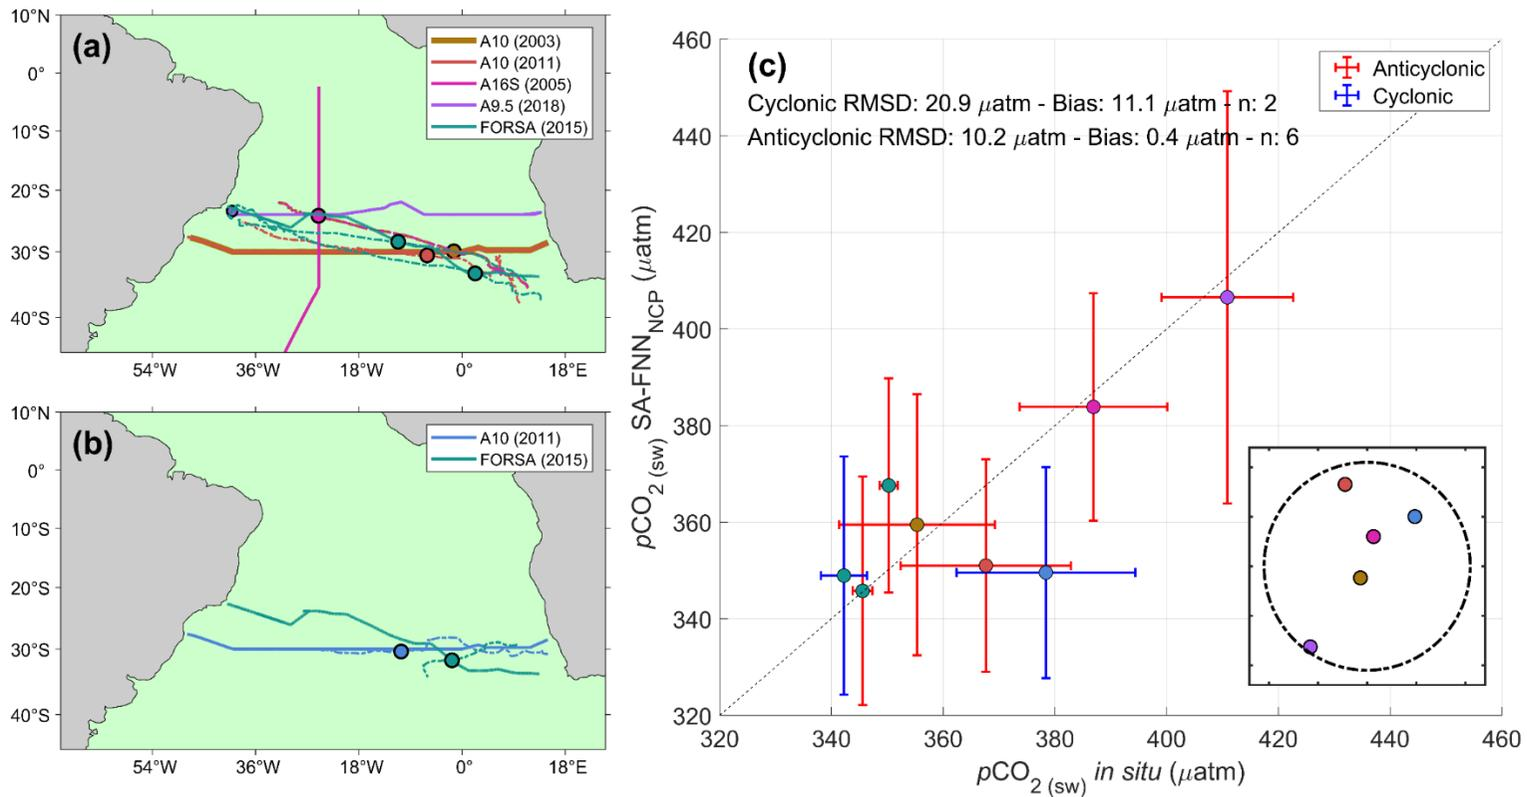 (a)
10°N
0°
10°S
20°S
30°S
40°S
54°W 36°W 18°W 0° 18°E
A10 (2003)
A10 (2011)
A16S (2005)
A9.5 (2018)
FORSA (2015)
(b)
10°N
0°
10°S
20°S
30°S
40°S
54°W 36°W 18°W 0° 18°E
A10 (2011)
FORSA (2015)
(c)
Cyclonic RMSD: 20.9 μatm - Bias: 11.1 μatm - n: 2
Anticyclonic RMSD: 10.2 μatm - Bias: 0.4 μatm - n: 6
Anticyclonic
Cyclonic
pCO2 (sw) SA-FNNNCP (μatm)
460
440
420
400
380
360
340
320
320 340 360 380 400 420 440 460
pCO2 (sw) in situ (μatm)